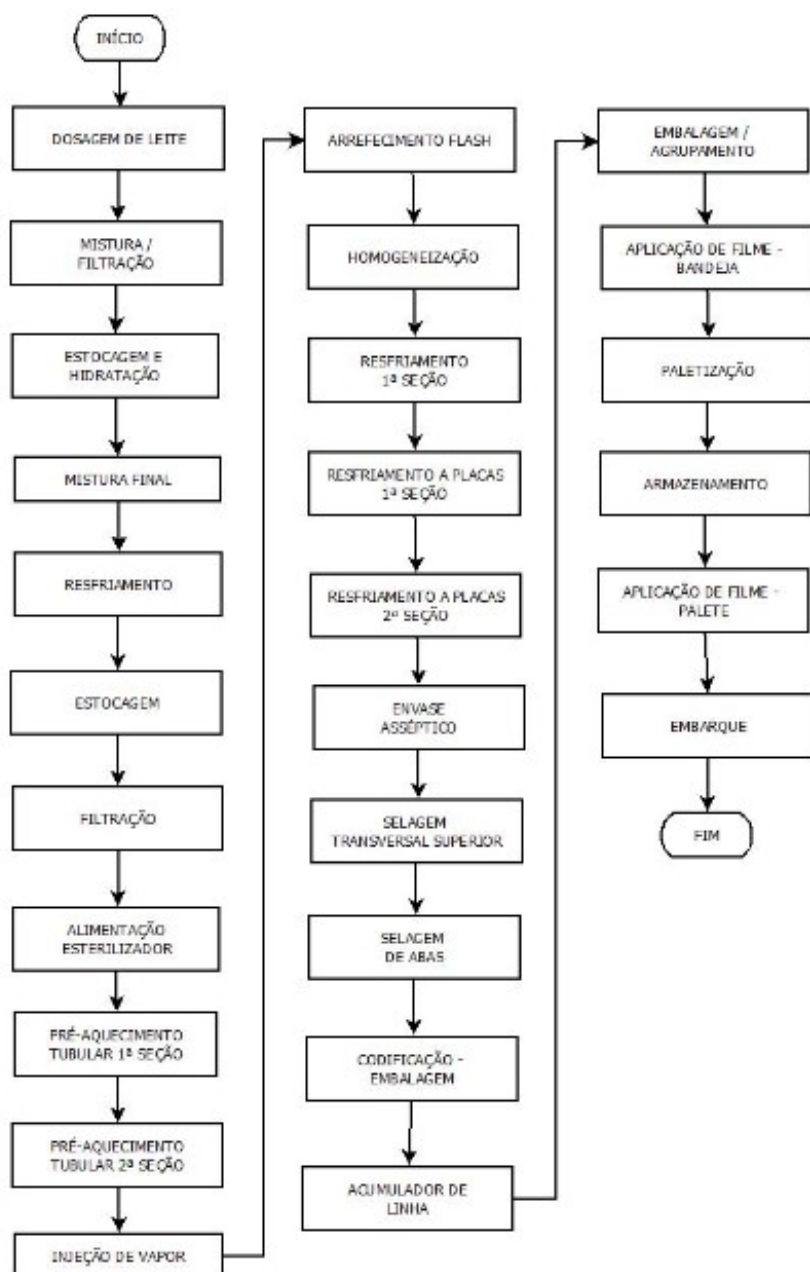 INÍCIO
DOSAGEM DE LEITE
MISTURA /
FILTRAÇÃO
ESTOCAGEM E
HIDRATAÇÃO
MISTURA FINAL
RESFRIAMENTO
ESTOCAGEM
FILTRAÇÃO
ALIMENTAÇÃO
ESTERILIZADOR
PRÉ-AQUECIMENTO
TUBULAR 1ª SEÇÃO
PRÉ-AQUECIMENTO
TUBULAR 2ª SEÇÃO
INJEÇÃO DE VAPOR
ARREFECIMENTO FLASH
HOMOGENEIZAÇÃO
RESFRIAMENTO
1ª SEÇÃO
RESFRIAMENTO A PLACAS
1ª SEÇÃO
RESFRIAMENTO A PLACAS
2ª SEÇÃO
ENVASE
ASSÉPTICO
SELAGEM
TRANSVERSAL SUPERIOR
SELAGEM
DE ABAS
CODIFICAÇÃO -
EMBALAGEM
ACUMULADOR DE
LINHA
EMBALAGEM /
AGRUPAMENTO
APLICAÇÃO DE FILME -
BANDEJA
PALETIZAÇÃO
ARMAZENAMENTO
APLICAÇÃO DE FILME -
PALETE
EMBARQUE
FIM